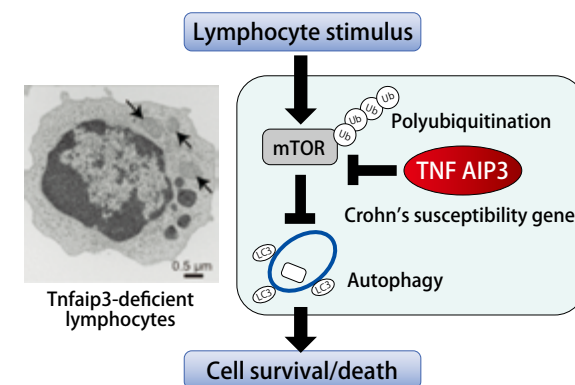 Lymphocyte stimulus
Ub
Ub
Ub
Ub
Polyubiquitination
mTOR
TNF AIP3
Crohn's susceptibility gene
LC3
LC3
LC3
Autophagy
0.5 μm
Tnfaip3-deficient
lymphocytes
Cell survival/death